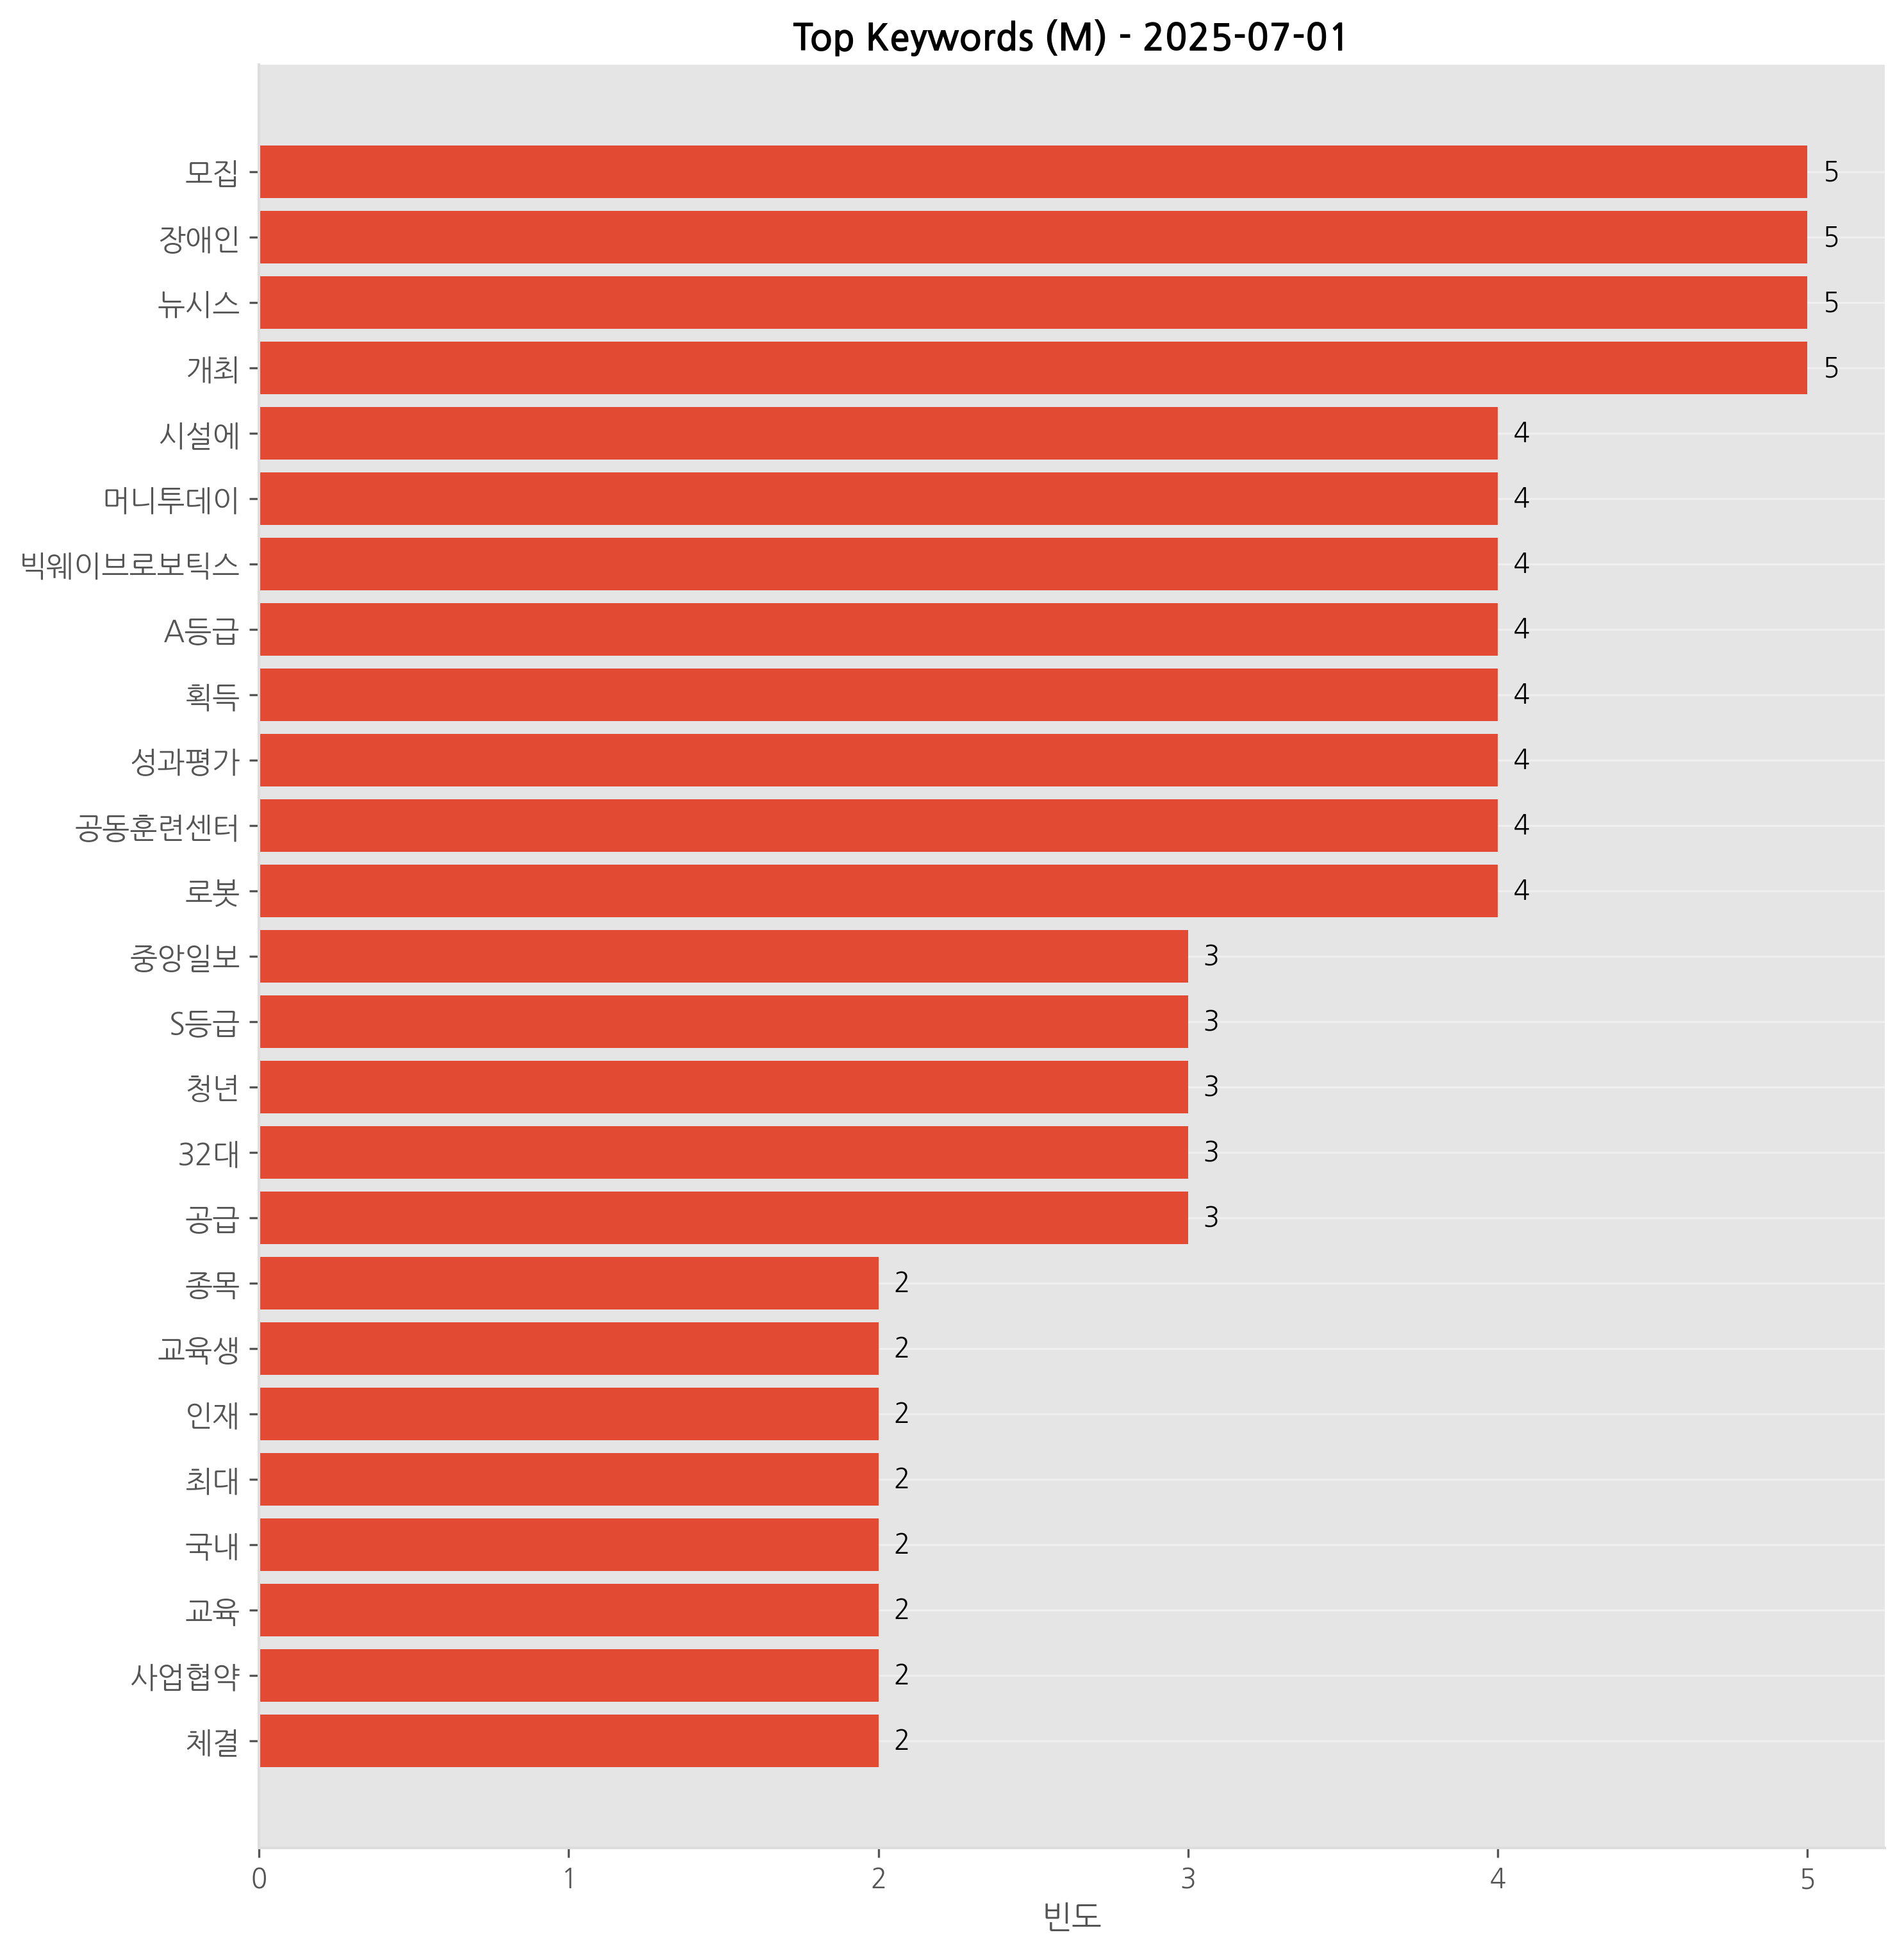 Top Keywords (M) - 2025-07-01
모집 5
장애인 5
뉴시스 5
개최 5
시설에 4
머니투데이 4
빅웨이브로보틱스 4
A등급 4
획득 4
성과평가 4
공동훈련센터 4
로봇 4
중앙일보 3
S등급 3
청년 3
32대 3
공급 3
종목 2
교육생 2
인재 2
최대 2
국내 2
교육 2
사업협약 2
체결 2
0 1 2 3 4 5
빈도